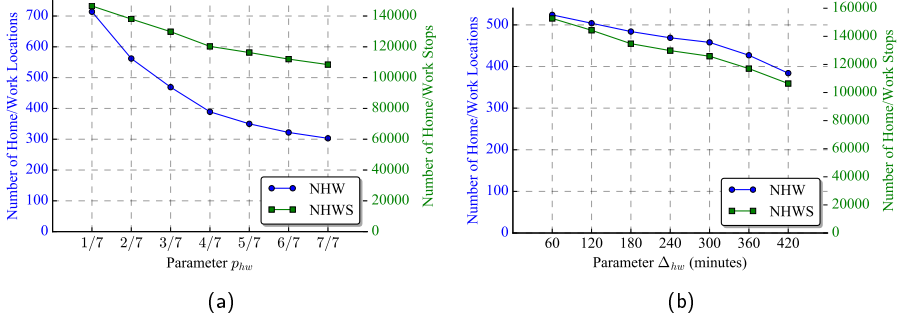 Number of Home/Work Locations
700
600
500
400
300
200
100
0
140000
120000
100000
80000
60000
40000
20000
0
Number of Home/Work Stops
NHW
NHWS
1/7 2/7 3/7 4/7 5/7 6/7 7/7
Parameter p_{hw}
(a)
Number of Home/Work Locations
500
400
300
200
100
0
160000
140000
120000
100000
80000
60000
40000
20000
0
Number of Home/Work Stops
NHW
NHWS
60 120 180 240 300 360 420
Parameter Δ_{hw} (minutes)
(b)